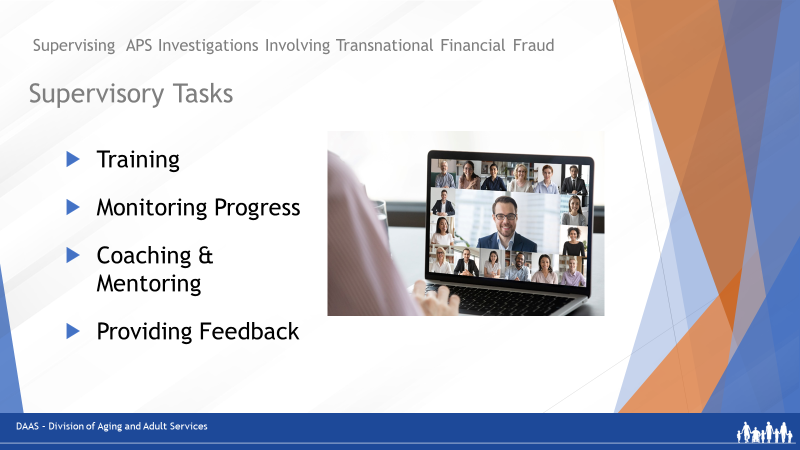 Supervising APS Investigations Involving Transnational Financial Fraud
Supervisory Tasks
Training
Monitoring Progress
Coaching &
Mentoring
Providing Feedback
DAAS – Division of Aging and Adult Services